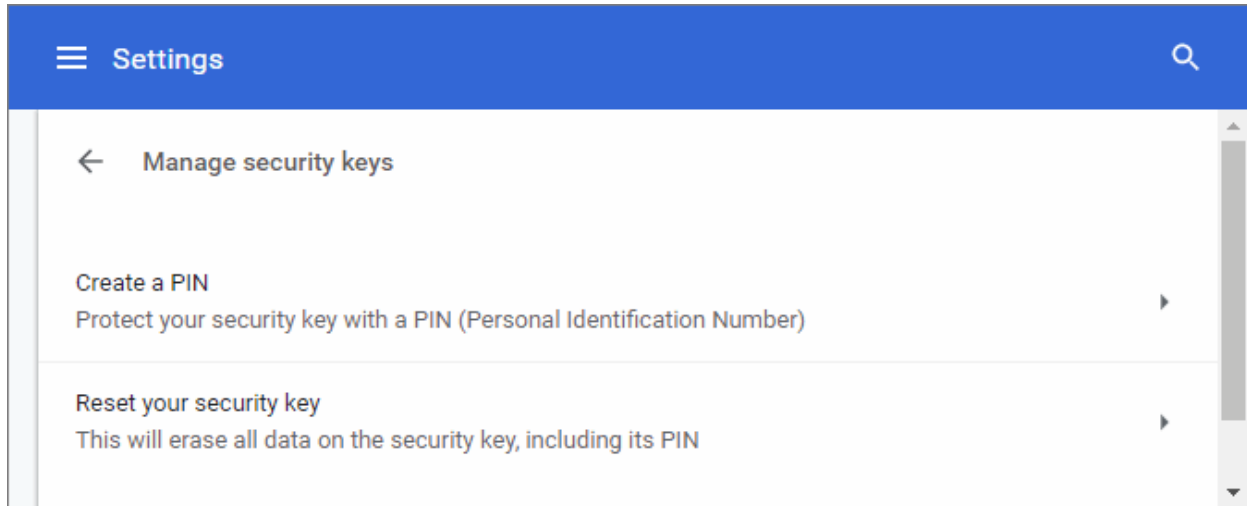 Settings
Manage security keys
Create a PIN
Protect your security key with a PIN (Personal Identification Number)
Reset your security key
This will erase all data on the security key, including its PIN